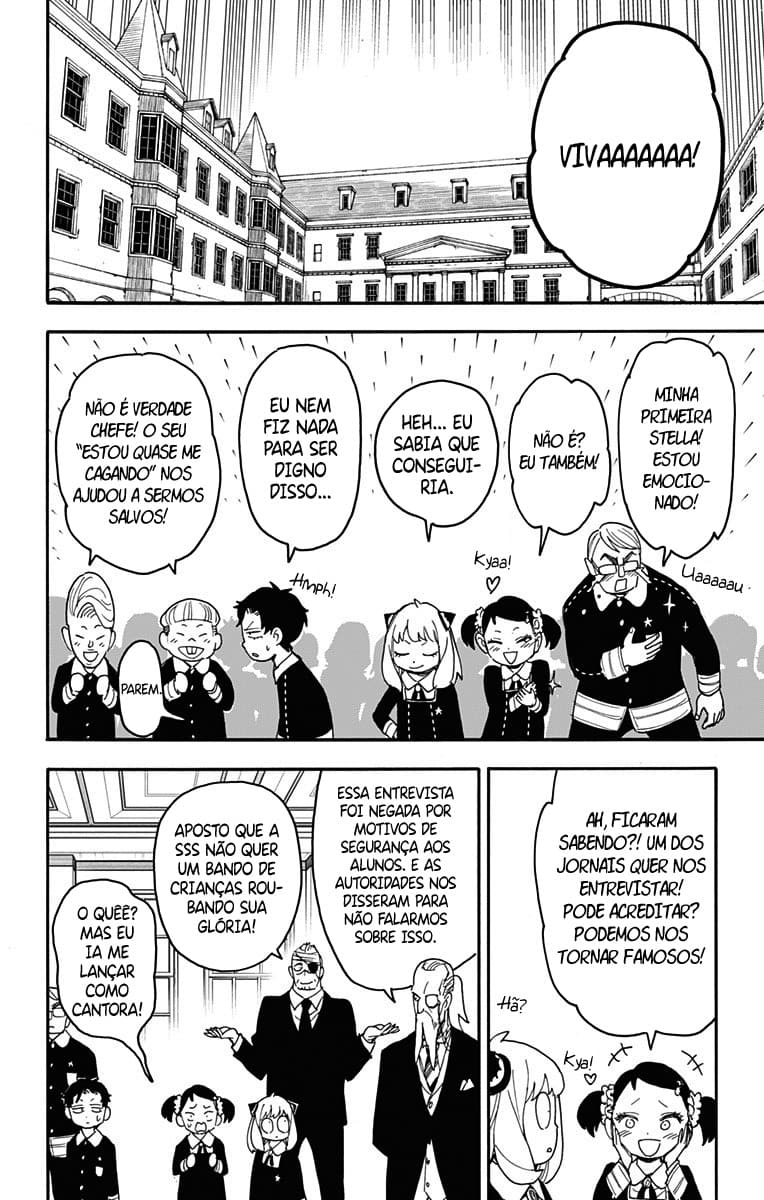 VIVAAAAAAA!
MINHA
PRIMEIRA
STELLA!
ESTOU
EMOCIO-
NADO!
Uaaaaau.
NÃO É?
EU TAMBÉM!
Kyaa!
HEH... EU
SABIA QUE
CONSEGUI-
RIA.
EU NEM
FIZ NADA
PARA SER
DIGNO
DISSO...
Hmph!
NÃO É VERDADE
CHEFE! O SEU
"ESTOU QUASE ME
CAGANDO" NOS
AJUDOU A SERMOS
SALVOS!
PAREM.
AH, FICARAM
SABENDO?! UM DOS
JORNAIS QUER NOS
ENTREVISTAR!
PODE ACREDITAR?
PODEMOS NOS
TORNAR FAMOSOS!
Hã?
Kya!
ESSA ENTREVISTA
FOI NEGADA POR
MOTIVOS DE
SEGURANÇA AOS
ALUNOS. E AS
AUTORIDADES NOS
DISSERAM PARA
NÃO FALARMOS
SOBRE ISSO.
APOSTO QUE A
SSS NÃO QUER
UM BANDO DE
CRIANÇAS ROU-
BANDO SUA
GLÓRIA!
O QUÊÊ?
MAS EU
IA ME
LANÇAR
COMO
CANTORA!